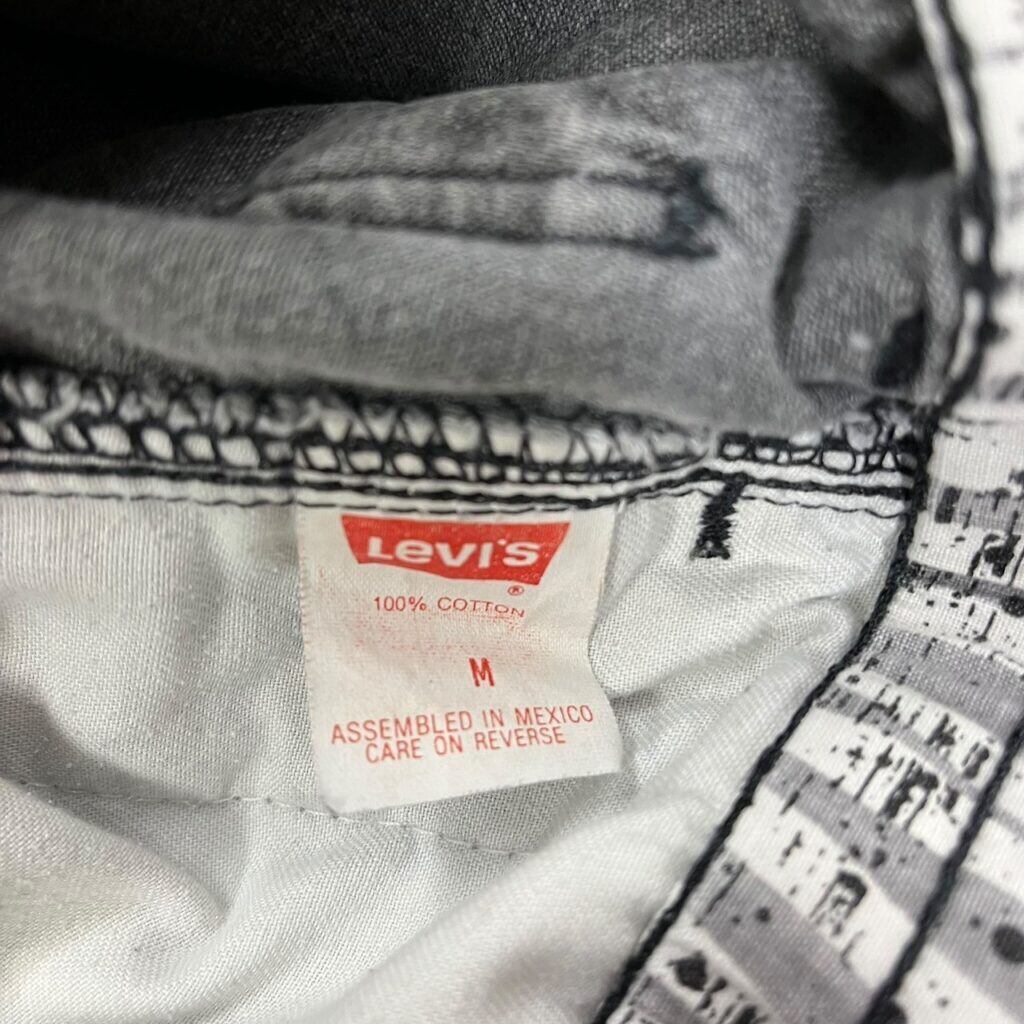 Levi's
®
100% COTTON
M
ASSEMBLED IN MEXICO
CARE ON REVERSE